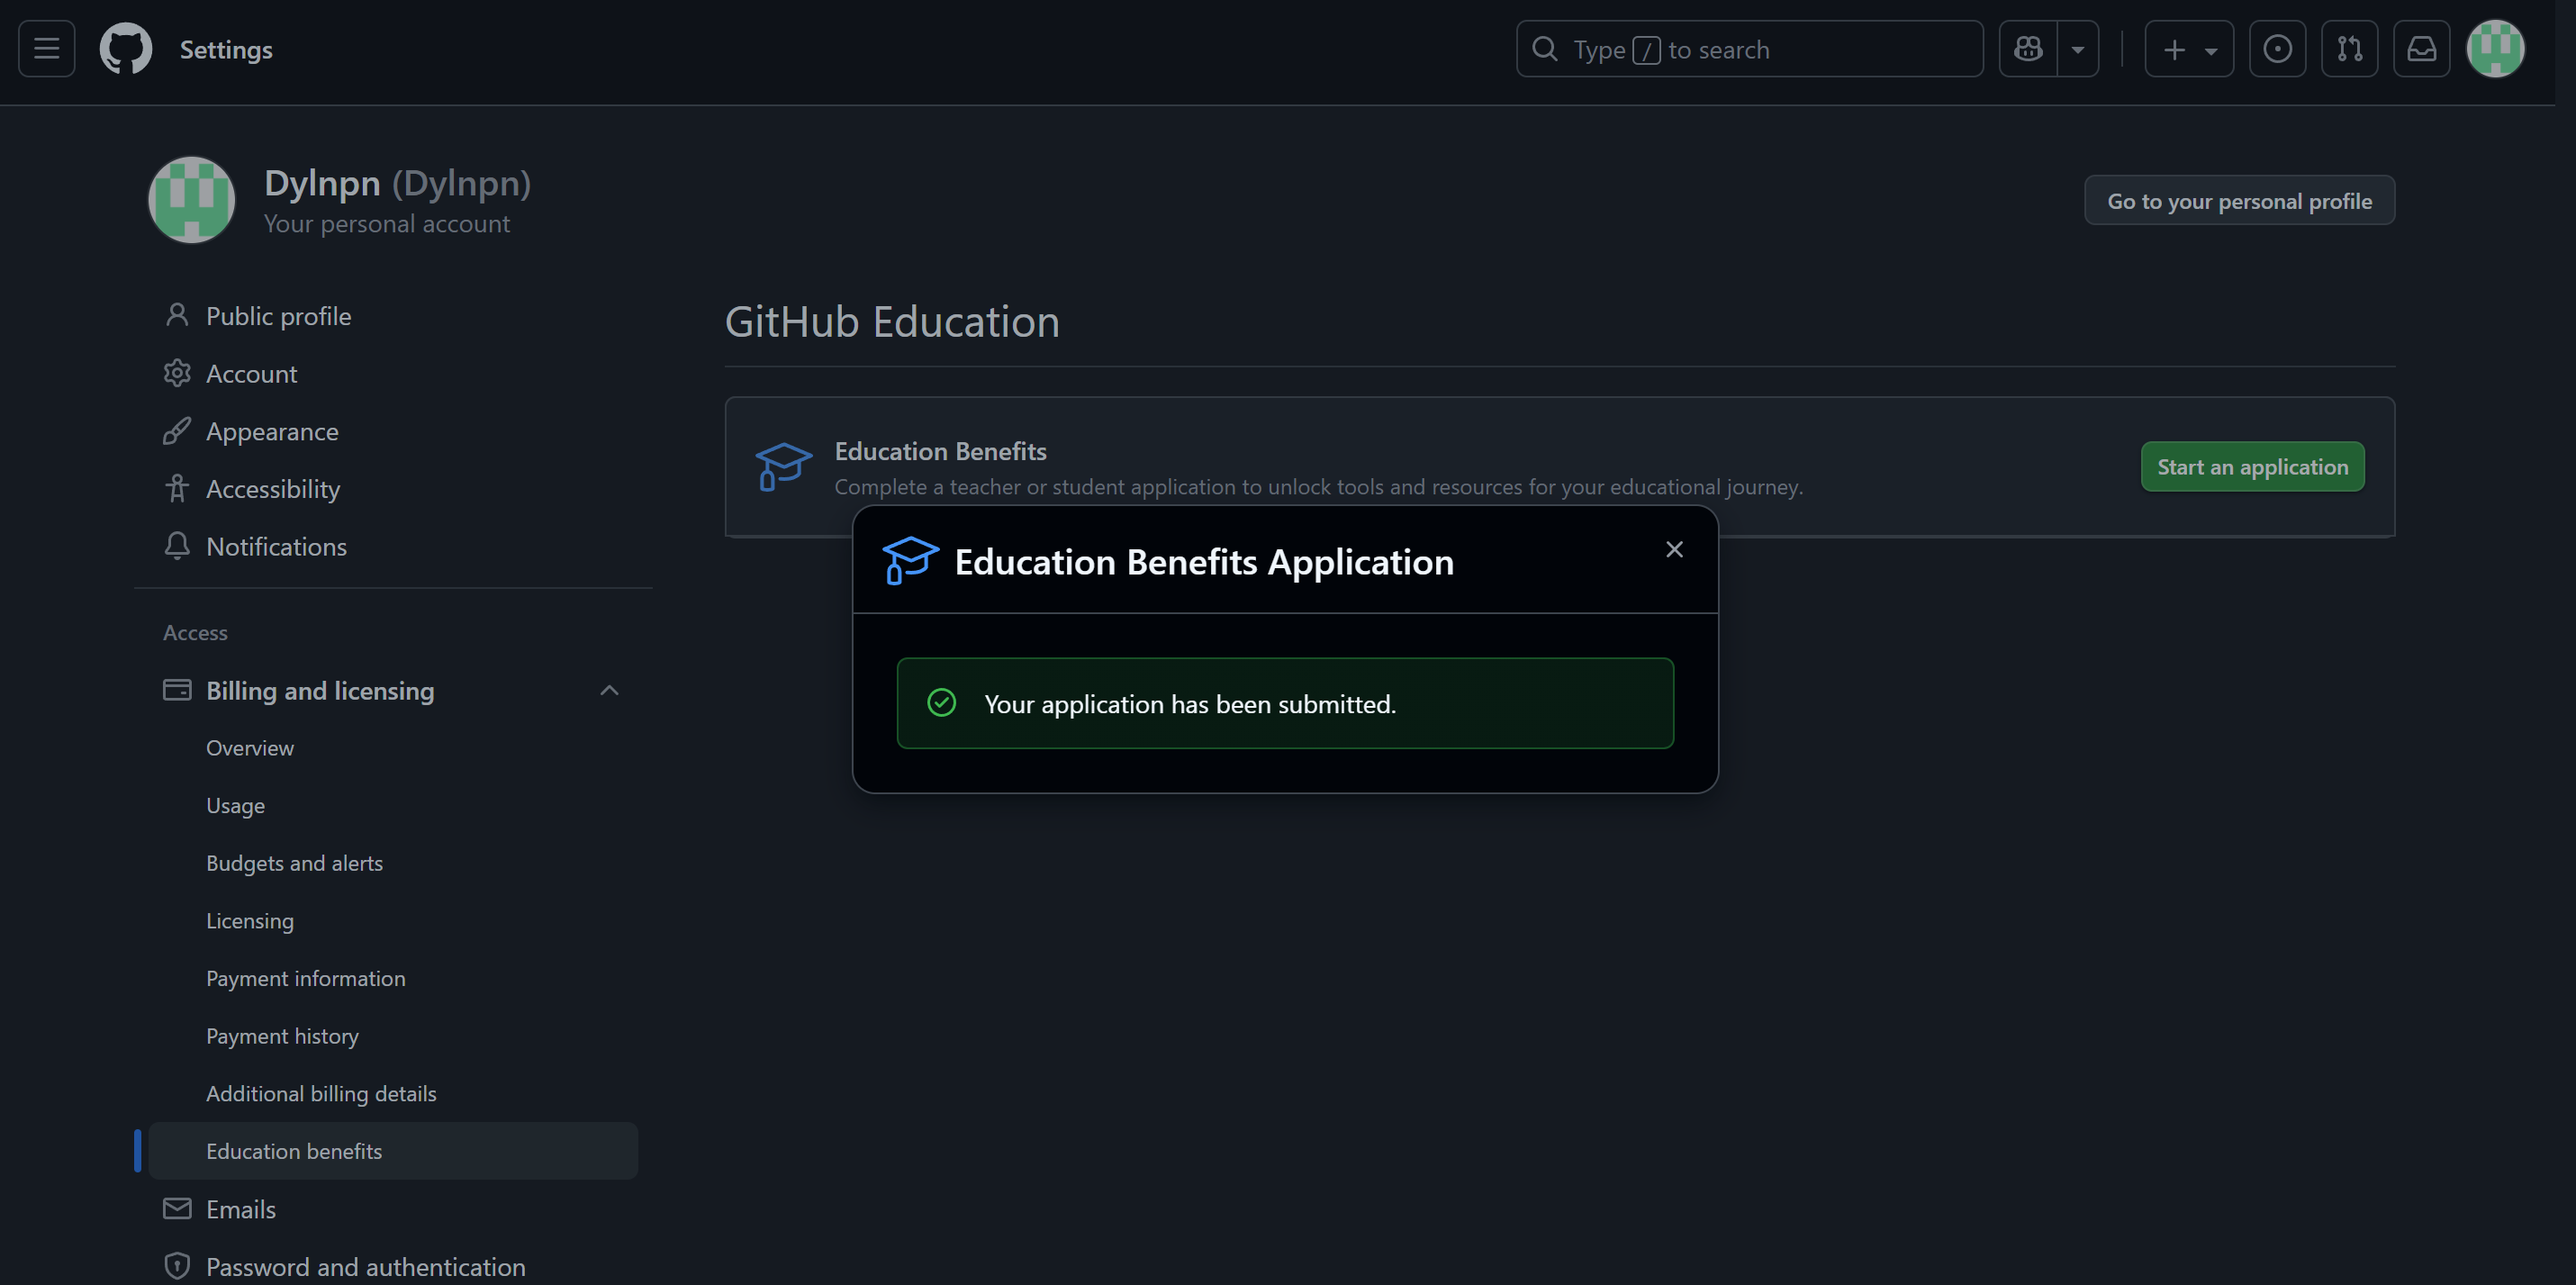 Settings
Type / to search
Dylnpn (Dylnpn)
Your personal account
Go to your personal profile
Public profile
Account
Appearance
Accessibility
Notifications
Access
Billing and licensing
Overview
Usage
Budgets and alerts
Licensing
Payment information
Payment history
Additional billing details
Education benefits
Emails
Password and authentication
GitHub Education
Education Benefits
Complete a teacher or student application to unlock tools and resources for your educational journey.
Start an application
Education Benefits Application
Your application has been submitted.